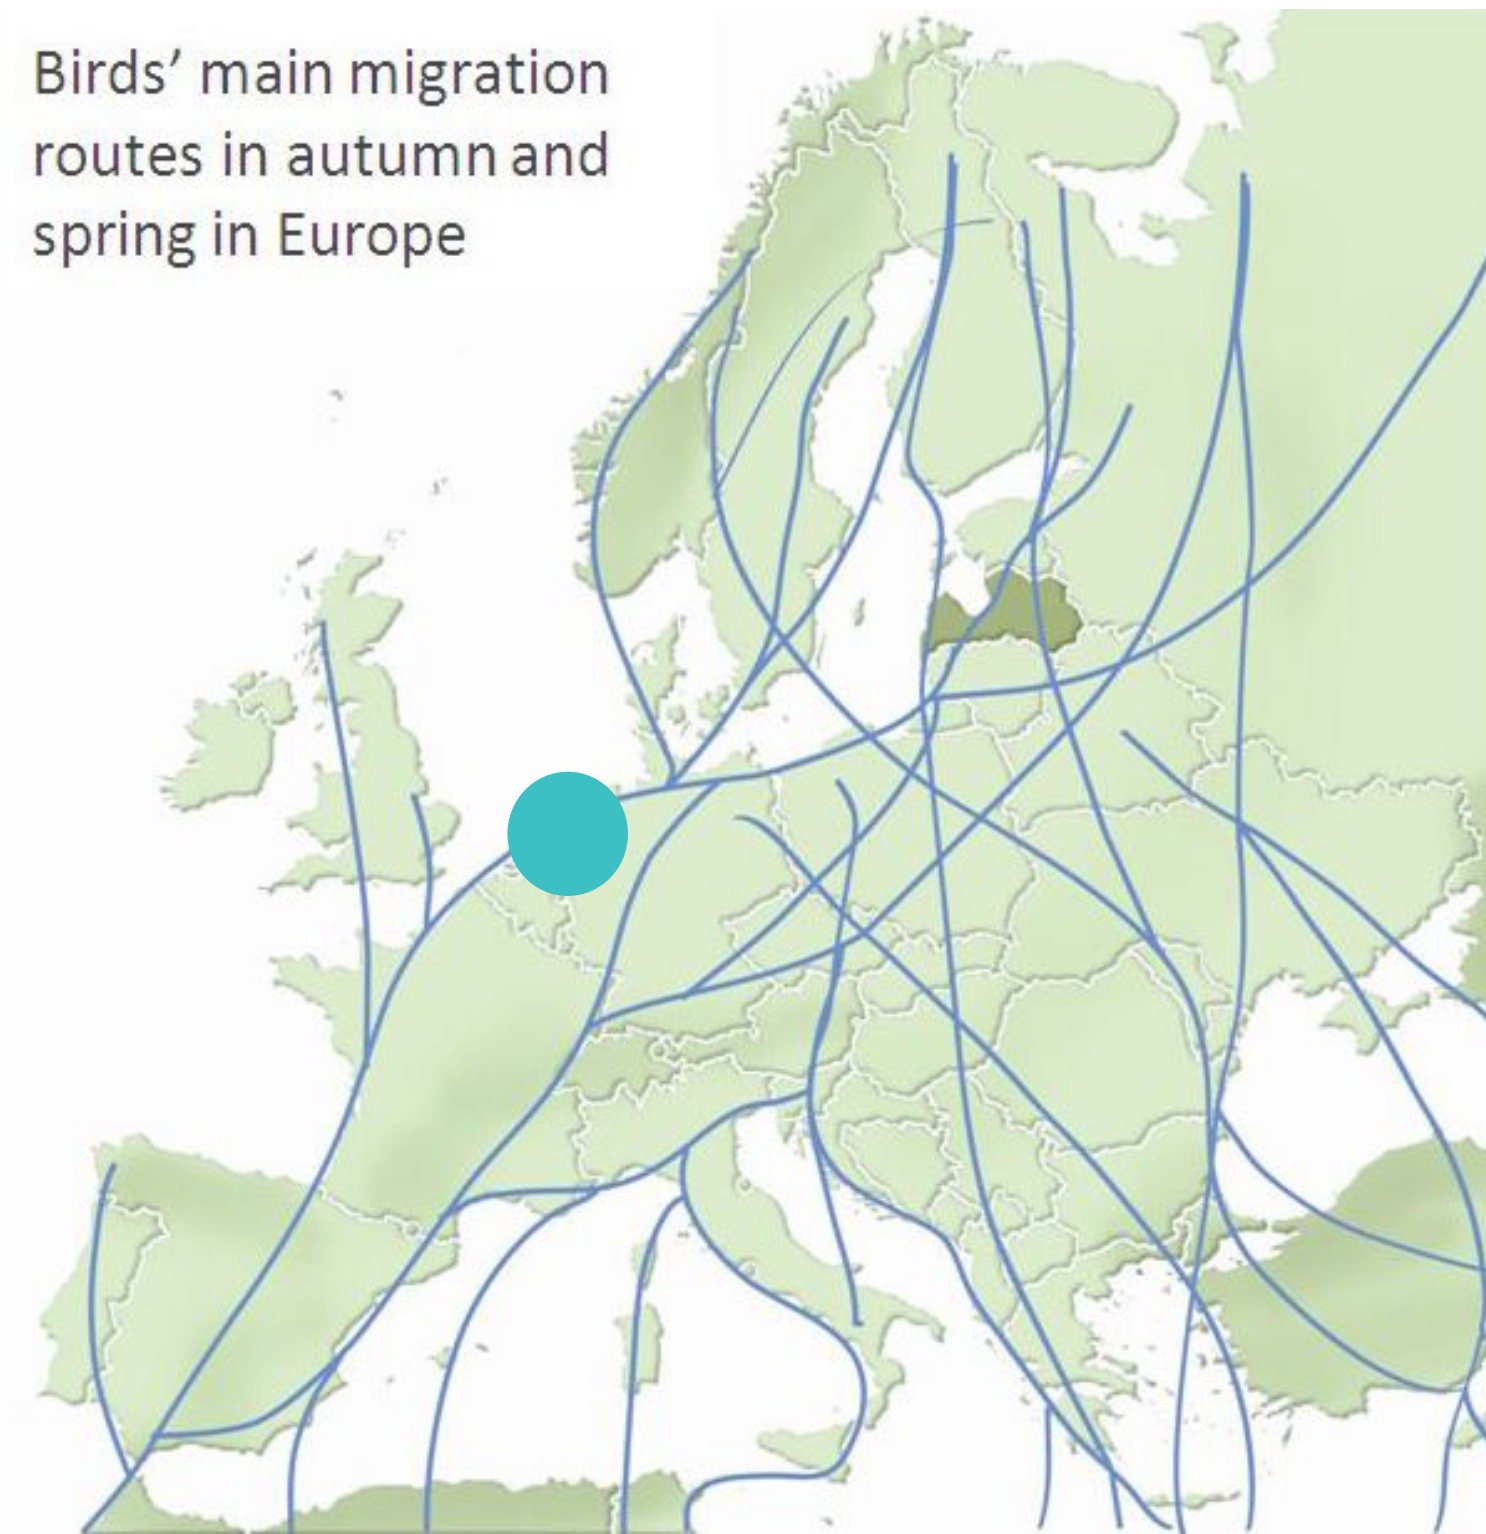 Birds’ main migration
routes in autumn and
spring in Europe